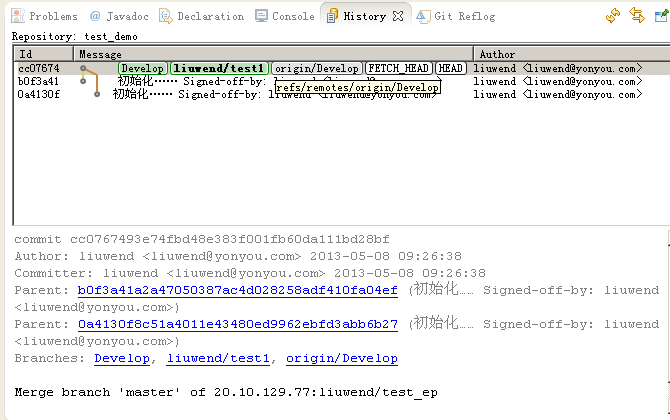 Problems @ Javadoc Declaration Console History Git Reflog
Repository: test_demo
Id Message Author
cc07674 Develop liuwend/test1 origin/Develop FETCH_HEAD HEAD liuwend <liuwend@yonyou.com>
b0f3a41 初始化…… Signed-off-by: liuwend <liuwend@yonyou.com> liuwend <liuwend@yonyou.com>
refs/remotes/origin/Develop
0a4130f 初始化…… Signed-off-by: liuwend <liuwend@yonyou.com> liuwend <liuwend@yonyou.com>
commit cc0767493e74fbd48e383f001fb60da111bd28bf
Author: liuwend <liuwend@yonyou.com> 2013-05-08 09:26:38
Committer: liuwend <liuwend@yonyou.com> 2013-05-08 09:26:38
Parent: b0f3a41a2a47050387ac4d028258adf410fa04ef (初始化…… Signed-off-by: liuwend
<liuwend@yonyou.com>)
Parent: 0a4130f8c51a4011e43480ed9962ebfd3abb6b27 (初始化…… Signed-off-by: liuwend
<liuwend@yonyou.com>)
Branches: Develop, liuwend/test1, origin/Develop
Merge branch 'master' of 20.10.129.77:liuwend/test_ep